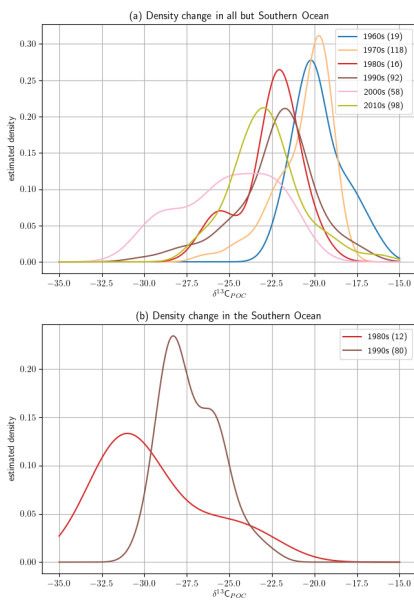 (a) Density change in all but Southern Ocean
estimated density
0.30
0.25
0.20
0.15
0.10
0.05
0.00
1960s (19)
1970s (118)
1980s (16)
1990s (92)
2000s (58)
2010s (98)
−35.0 −32.5 −30.0 −27.5 −25.0 −22.5 −20.0 −17.5 −15.0
δ¹³C_POC
(b) Density change in the Southern Ocean
estimated density
0.20
0.15
0.10
0.05
0.00
1980s (12)
1990s (80)
−35.0 −32.5 −30.0 −27.5 −25.0 −22.5 −20.0 −17.5 −15.0
δ¹³C_POC